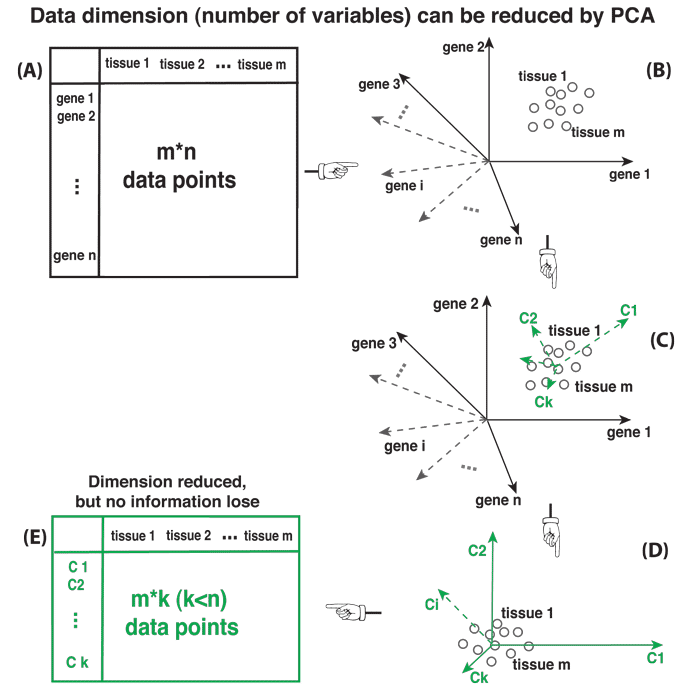 Data dimension (number of variables) can be reduced by PCA
(A)
tissue 1 tissue 2 ... tissue m
gene 1
gene 2
...
gene n
m*n
data points
(B)
gene 2
gene 3
tissue 1
tissue m
...
gene 1
gene i
...
gene n
(C)
gene 2
gene 3
C2
C1
tissue 1
tissue m
Ck
...
gene 1
gene i
...
gene n
(D)
C2
Ci
tissue 1
tissue m
C1
Ck
Dimension reduced,
but no information lose
(E)
tissue 1 tissue 2 ... tissue m
C 1
C2
...
C k
m*k (k<n)
data points